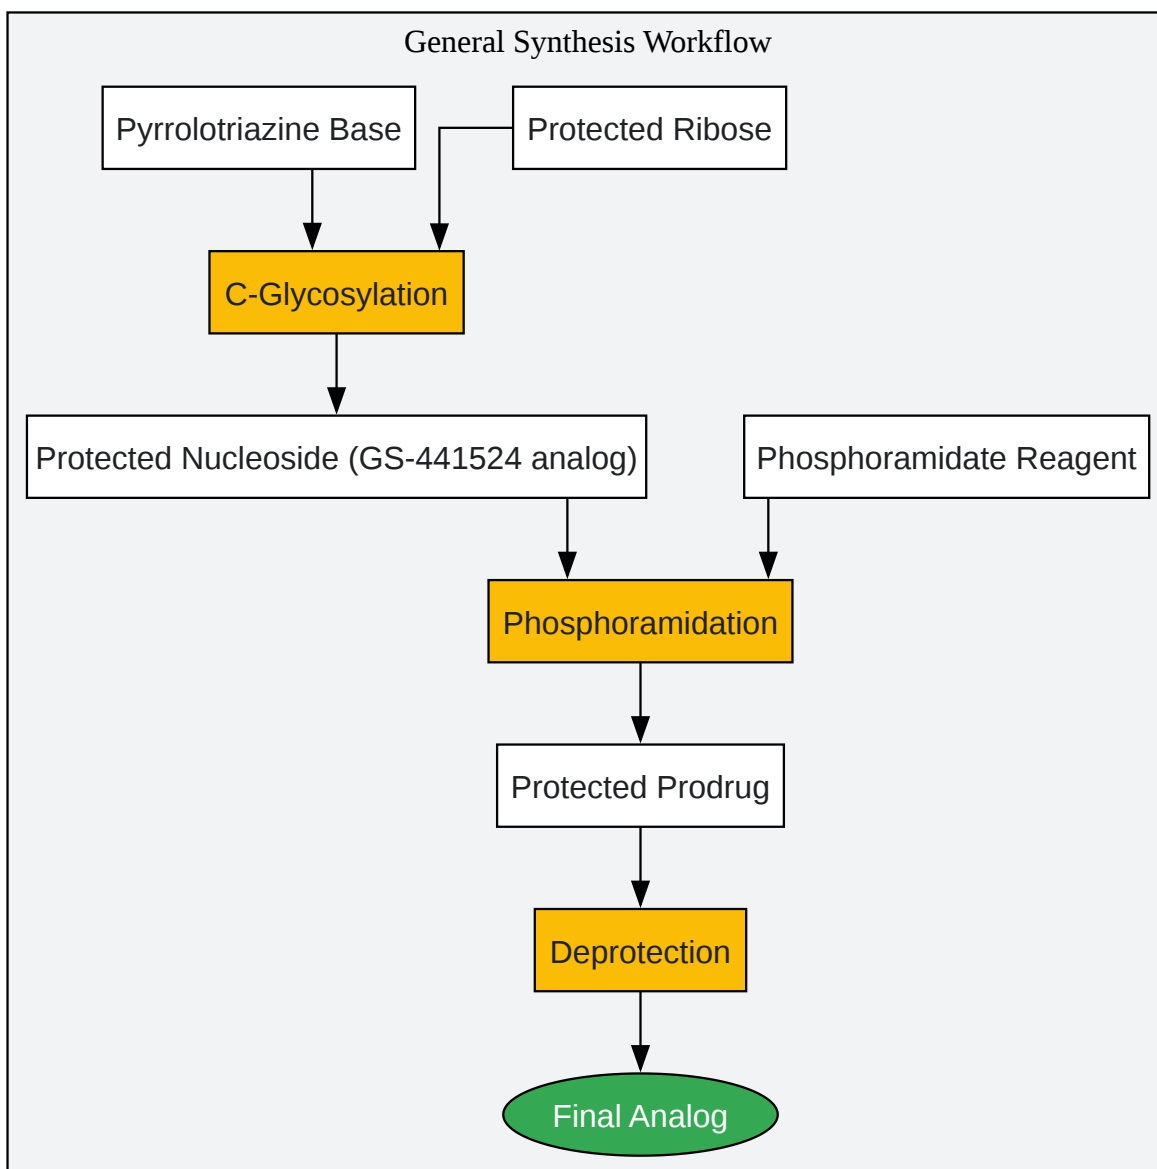 General Synthesis Workflow
Pyrrolotriazine Base
Protected Ribose
C-Glycosylation
Protected Nucleoside (GS-441524 analog)
Phosphoramidate Reagent
Phosphoramidation
Protected Prodrug
Deprotection
Final Analog